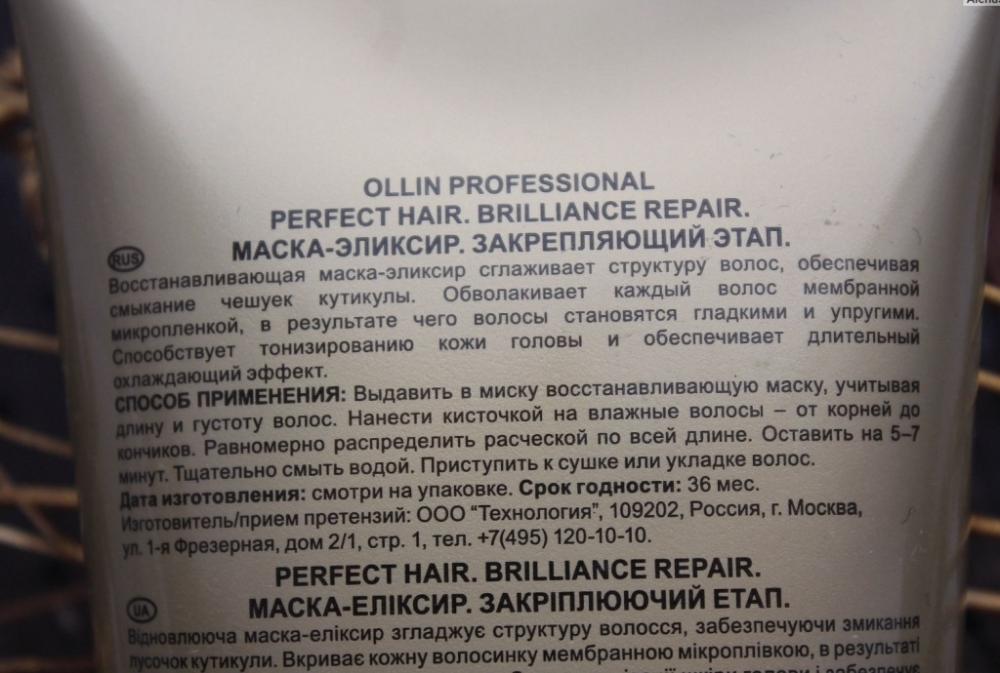 OLLIN PROFESSIONAL
PERFECT HAIR. BRILLIANCE REPAIR.
МАСКА-ЭЛИКСИР. ЗАКРЕПЛЯЮЩИЙ ЭТАП.
RUS
Восстанавливающая маска-эликсир сглаживает структуру волос, обеспечивая
смыкание чешуек кутикулы. Обволакивает каждый волос мембранной
микропленкой, в результате чего волосы становятся гладкими и упругими.
Способствует тонизированию кожи головы и обеспечивает длительный
охлаждающий эффект.
СПОСОБ ПРИМЕНЕНИЯ: Выдавить в миску восстанавливающую маску, учитывая
длину и густоту волос. Нанести кисточкой на влажные волосы – от корней до
кончиков. Равномерно распределить расческой по всей длине. Оставить на 5–7
минут. Тщательно смыть водой. Приступить к сушке или укладке волос.
Дата изготовления: смотри на упаковке. Срок годности: 36 мес.
Изготовитель/прием претензий: ООО “Технология”, 109202, Россия, г. Москва,
ул. 1-я Фрезерная, дом 2/1, стр. 1, тел. +7(495) 120-10-10.
PERFECT HAIR. BRILLIANCE REPAIR.
МАСКА-ЕЛІКСИР. ЗАКРІПЛЮЮЧИЙ ЕТАП.
UA
Відновлююча маска-еліксир згладжує структуру волосся, забезпечуючи змикання
лусочок кутикули. Вкриває кожну волосинку мембранною мікроплівкою, в результаті